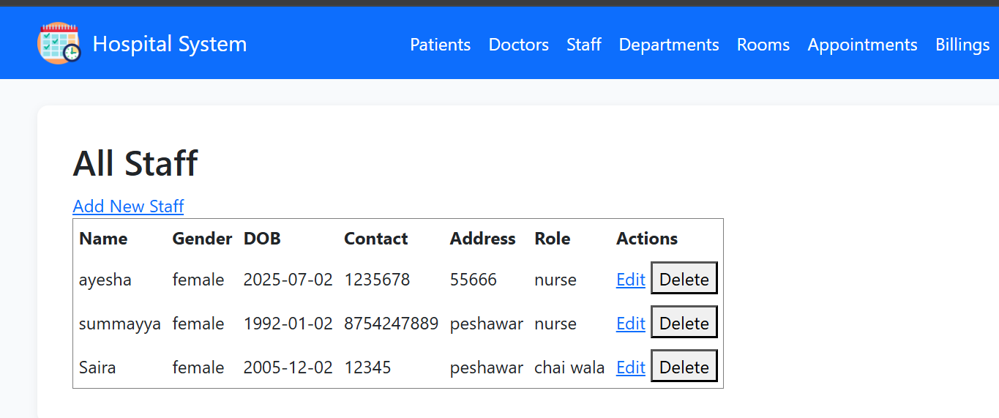 Hospital System Patients Doctors Staff Departments Rooms Appointments Billings
All Staff
Add New Staff
Name Gender DOB Contact Address Role Actions
ayesha female 2025-07-02 1235678 55666 nurse Edit Delete
summayya female 1992-01-02 8754247889 peshawar nurse Edit Delete
Saira female 2005-12-02 12345 peshawar chai wala Edit Delete